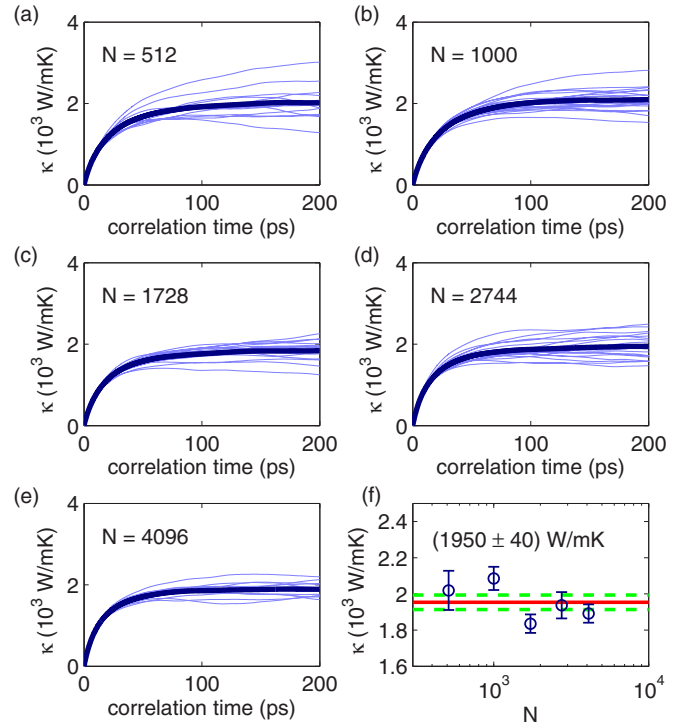 (a)
4
N = 512
2
0
0
100
200
κ (10³ W/mK)
correlation time (ps)
(b)
4
N = 1000
2
0
0
100
200
κ (10³ W/mK)
correlation time (ps)
(c)
4
N = 1728
2
0
0
100
200
κ (10³ W/mK)
correlation time (ps)
(d)
4
N = 2744
2
0
0
100
200
κ (10³ W/mK)
correlation time (ps)
(e)
4
N = 4096
2
0
0
100
200
κ (10³ W/mK)
correlation time (ps)
(f)
2.5
(1950 ± 40) W/mK
2.2
2
1.8
1.6
10³
10⁴
κ (10³ W/mK)
N